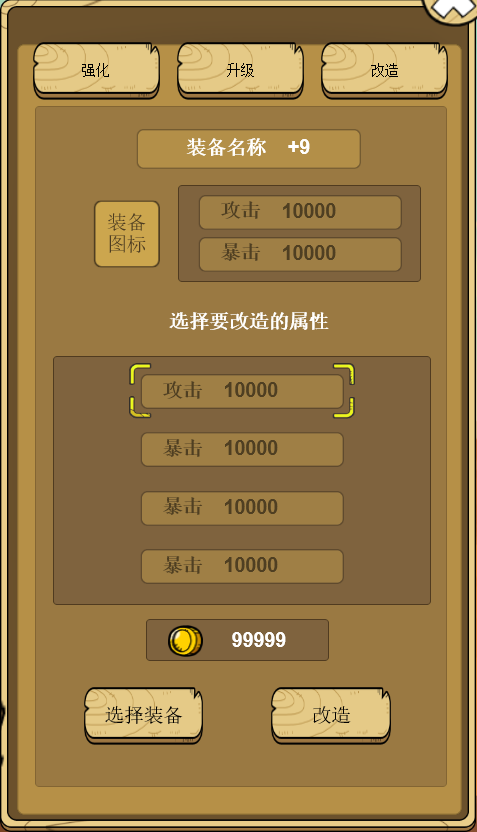 强化 升级 改造
装备名称 +9
装备
图标
攻击 10000
暴击 10000
选择要改造的属性
攻击 10000
暴击 10000
暴击 10000
暴击 10000
99999
选择装备 改造